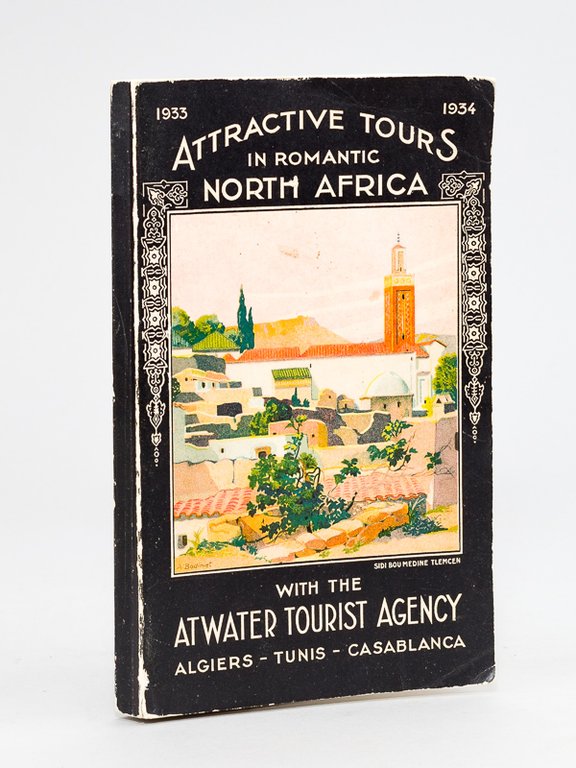 1933 1934
ATTRACTIVE TOURS
IN ROMANTIC
NORTH AFRICA
SIDI BOU-MEDINE TLEMCEN
WITH THE
ATWATER TOURIST AGENCY
ALGIERS - TUNIS - CASABLANCA